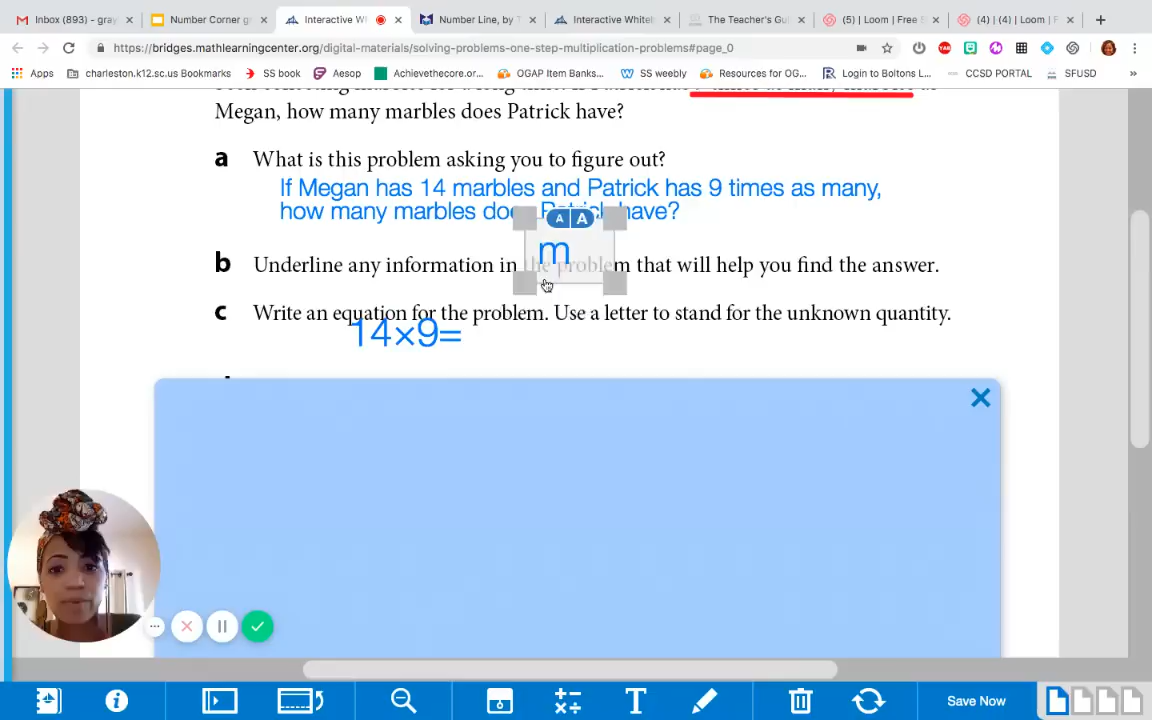 Inbox (893) - gray
Number Corner g
Interactive W
Number Line, by T
Interactive White
The Teacher's Gui
(5) | Loom | Free S
(4) | (4) | Loom | F
https://bridges.mathlearningcenter.org/digital-materials/solving-problems-one-step-multiplication-problems#page_0
Apps
charleston.k12.sc.us Bookmarks
SS book
Aesop
Achievethecore.or...
OGAP Item Banks...
SS weebly
Resources for OG...
Login to Boltons L...
CCSD PORTAL
SFUSD
»
Megan, how many marbles does Patrick have?
a What is this problem asking you to figure out?
If Megan has 14 marbles and Patrick has 9 times as many,
how many marbles does Patrick have?
A A
m
b Underline any information in the problem that will help you find the answer.
c Write an equation for the problem. Use a letter to stand for the unknown quantity.
14×9=
T
Save Now